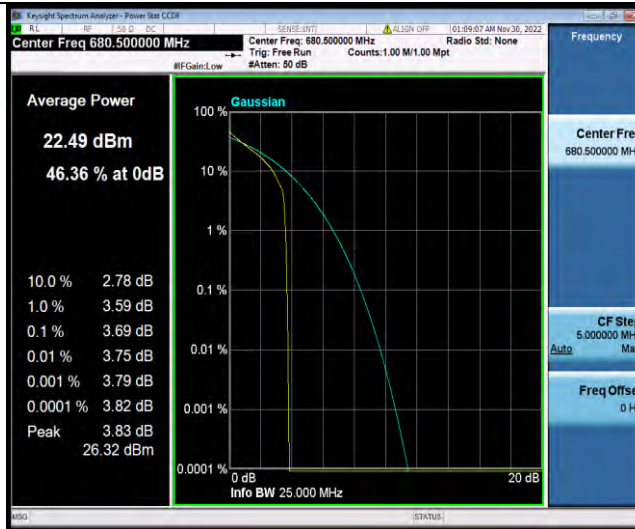 Keysight Spectrum Analyzer - Power Stat CCDF
RL RF 50 Ω DC SENSE:INT ALIGN OFF 01:09:07 AM Nov 30, 2022
Center Freq 680.500000 MHz
Center Freq: 680.500000 MHz Radio Std: None
Trig: Free Run Counts:1.00 M/1.00 Mpt
#IFGain:Low #Atten: 50 dB
Frequency
Average Power
22.49 dBm
46.36 % at 0dB
10.0 % 2.78 dB
1.0 % 3.59 dB
0.1 % 3.69 dB
0.01 % 3.75 dB
0.001 % 3.79 dB
0.0001 % 3.82 dB
Peak 3.83 dB
26.32 dBm
Gaussian
100 %
10 %
1 %
0.1 %
0.01 %
0.001 %
0.0001 %
0 dB 20 dB
Info BW 25.000 MHz
Center Fre
680.500000 MH
CF Ste
5.000000 MH
Auto Ma
Freq Offse
0 H
MSG STATUS